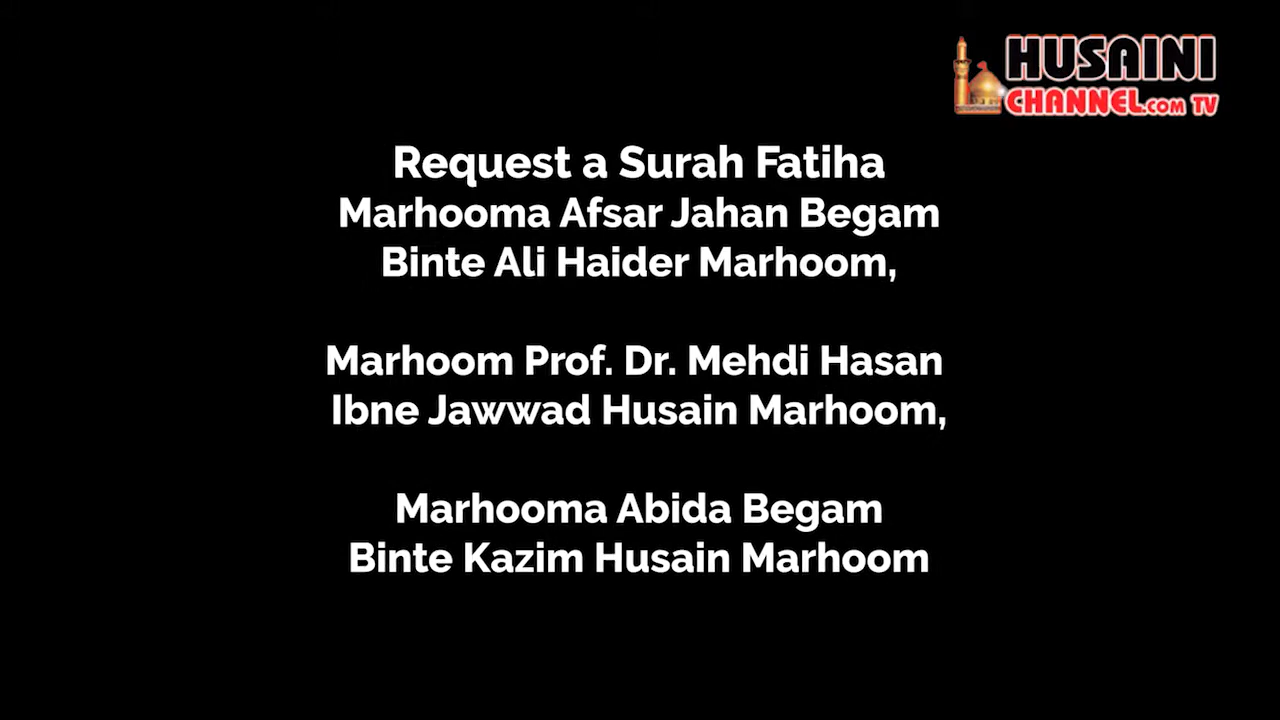 HUSAINI
CHANNEL.COM TV
Request a Surah Fatiha
Marhooma Afsar Jahan Begam
Binte Ali Haider Marhoom,
Marhoom Prof. Dr. Mehdi Hasan
Ibne Jawwad Husain Marhoom,
Marhooma Abida Begam
Binte Kazim Husain Marhoom